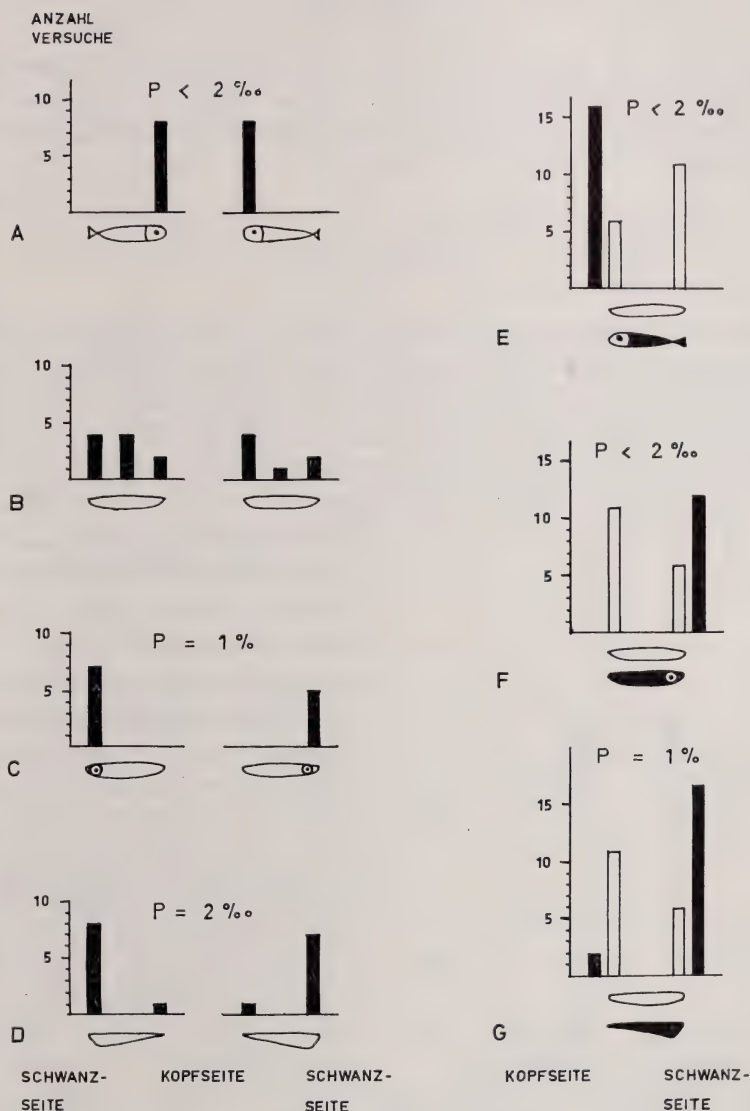 ANZAHL
VERSUCHE
P < 2 ‰
10
5
A
10
5
B
P = 1 %
10
5
C
P = 2 ‰
10
5
D
SCHWANZ- KOPFSEITE SCHWANZ-
SEITE SEITE
P < 2 ‰
15
10
5
E
P < 2 ‰
15
10
5
F
P = 1 %
15
10
5
G
KOPFSEITE SCHWANZ-
SEITE